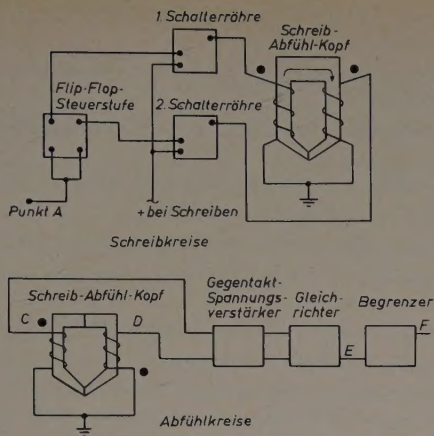 1. Schalterröhre
Schreib-
Abfühl-Kopf
Flip-Flop-
Steuerstufe
2. Schalterröhre
Punkt A
+ bei Schreiben
Schreibkreise
Schreib-Abfühl-Kopf
Gegentakt-
Spannungs-
verstärker
Gleich-
richter
Begrenzer
C
D
E
F
Abfühlkreise